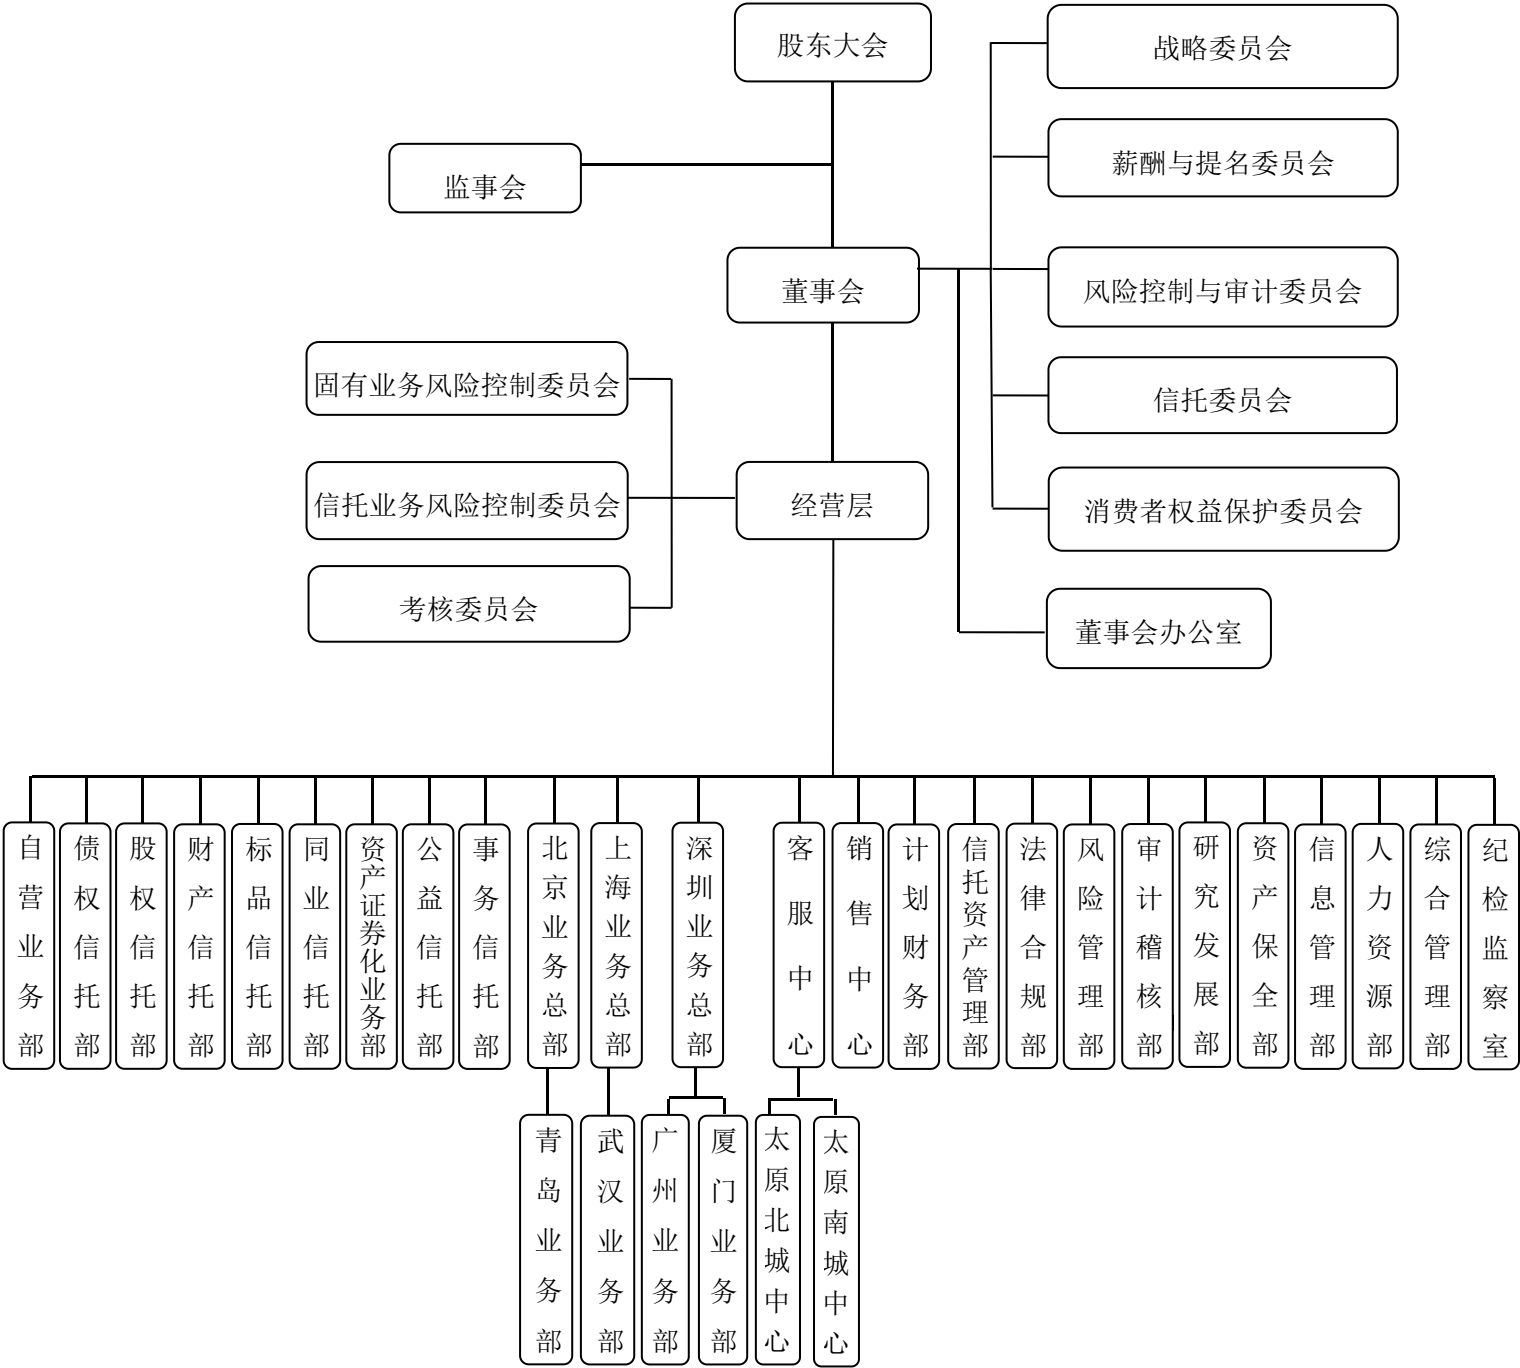 股东大会
战略委员会
薪酬与提名委员会
监事会
董事会
风险控制与审计委员会
固有业务风险控制委员会
信托委员会
信托业务风险控制委员会
经营层
消费者权益保护委员会
考核委员会
董事会办公室
自营业务部
债权信托部
股权信托部
财产信托部
标品信托部
同业信托部
资产证券化业务部
公益信托部
事务信托部
北京业务总部
上海业务总部
深圳业务总部
客服中心
销售中心
计划财务部
信托资产管理部
法律合规部
风险管理部
审计稽核部
研究发展部
资产保全部
信息管理部
人力资源部
综合管理部
纪检监察室
青岛业务部
武汉业务部
广州业务部
厦门业务部
太原北城中心
太原南城中心